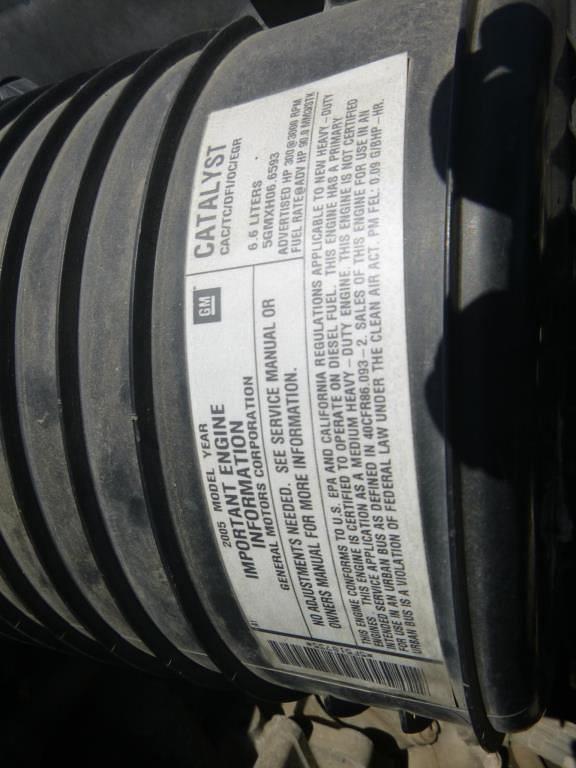 2005 MODEL YEAR
IMPORTANT ENGINE
INFORMATION
GENERAL MOTORS CORPORATION
GM
CATALYST
CAC/TC/DFI/OC/EGR
6.6 LITERS
5GMXH06.6593
ADVERTISED HP 300@3000 RPM
FUEL RATE@ADV HP 90.0 MM3/STK
NO ADJUSTMENTS NEEDED. SEE SERVICE MANUAL OR
OWNERS MANUAL FOR MORE INFORMATION.
THIS ENGINE CONFORMS TO U.S. EPA AND CALIFORNIA REGULATIONS APPLICABLE TO NEW HEAVY-DUTY
ENGINES. THIS ENGINE IS CERTIFIED TO OPERATE ON DIESEL FUEL. THIS ENGINE HAS A PRIMARY
INTENDED SERVICE APPLICATION AS A MEDIUM HEAVY-DUTY ENGINE. THIS ENGINE IS NOT CERTIFIED
FOR USE IN AN URBAN BUS AS DEFINED IN 40CFR86.093-2. SALES OF THIS ENGINE FOR USE IN AN
URBAN BUS IS A VIOLATION OF FEDERAL LAW UNDER THE CLEAN AIR ACT. PM FEL: 0.09 G/BHP-HR.